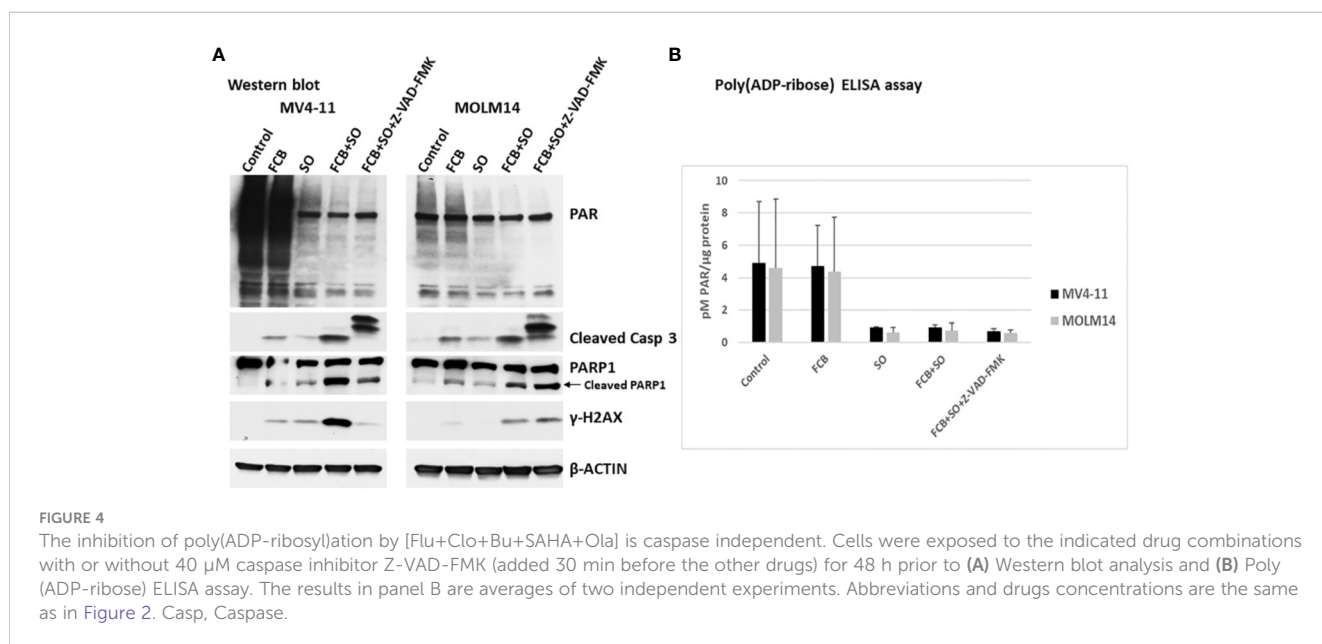 A
Western blot
MV4-11
MOLM14
Control
FCB
SO
FCB+SO
FCB+SO+Z-VAD-FMK
Control
FCB
SO
FCB+SO
FCB+SO+Z-VAD-FMK
PAR
Cleaved Casp 3
PARP1
Cleaved PARP1
γ-H2AX
β-ACTIN
B
Poly(ADP-ribose) ELISA assay
pM PAR/µg protein
10
8
6
4
2
0
Control
FCB
SO
FCB+SO
FCB+SO+Z-VAD-FMK
MV4-11
MOLM14
FIGURE 4
The inhibition of poly(ADP-ribosyl)ation by [Flu+Clo+Bu+SAHA+Ola] is caspase independent. Cells were exposed to the indicated drug combinations
with or without 40 µM caspase inhibitor Z-VAD-FMK (added 30 min before the other drugs) for 48 h prior to (A) Western blot analysis and (B) Poly
(ADP-ribose) ELISA assay. The results in panel B are averages of two independent experiments. Abbreviations and drugs concentrations are the same
as in Figure 2. Casp, Caspase.